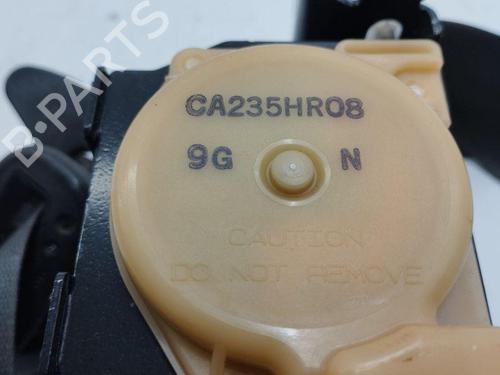 B-PARTS
CA235HR08
9G N
CAUTION
DO NOT REMOVE